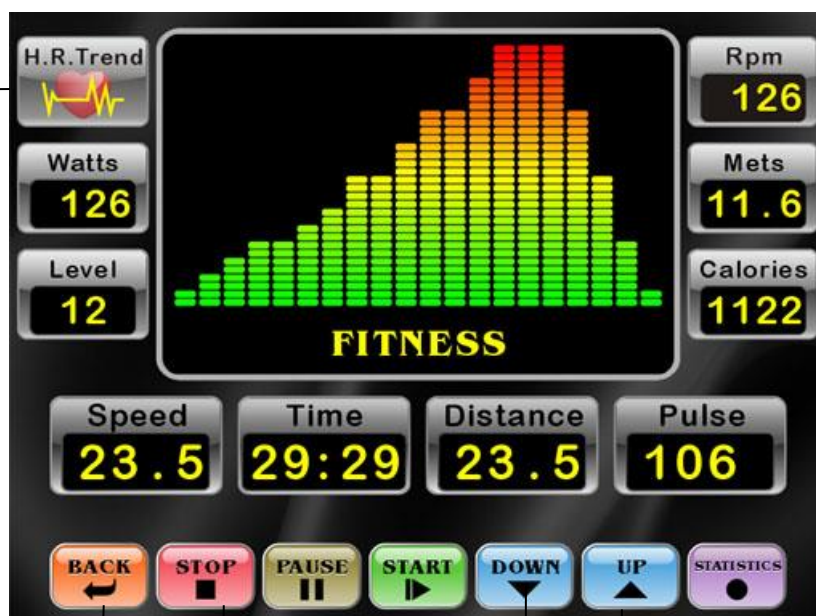 H.R.Trend
Rpm
126
Watts
126
Mets
11.6
Level
12
Calories
1122
FITNESS
Speed
23.5
Time
29:29
Distance
23.5
Pulse
106
BACK
STOP
PAUSE
START
DOWN
UP
STATISTICS